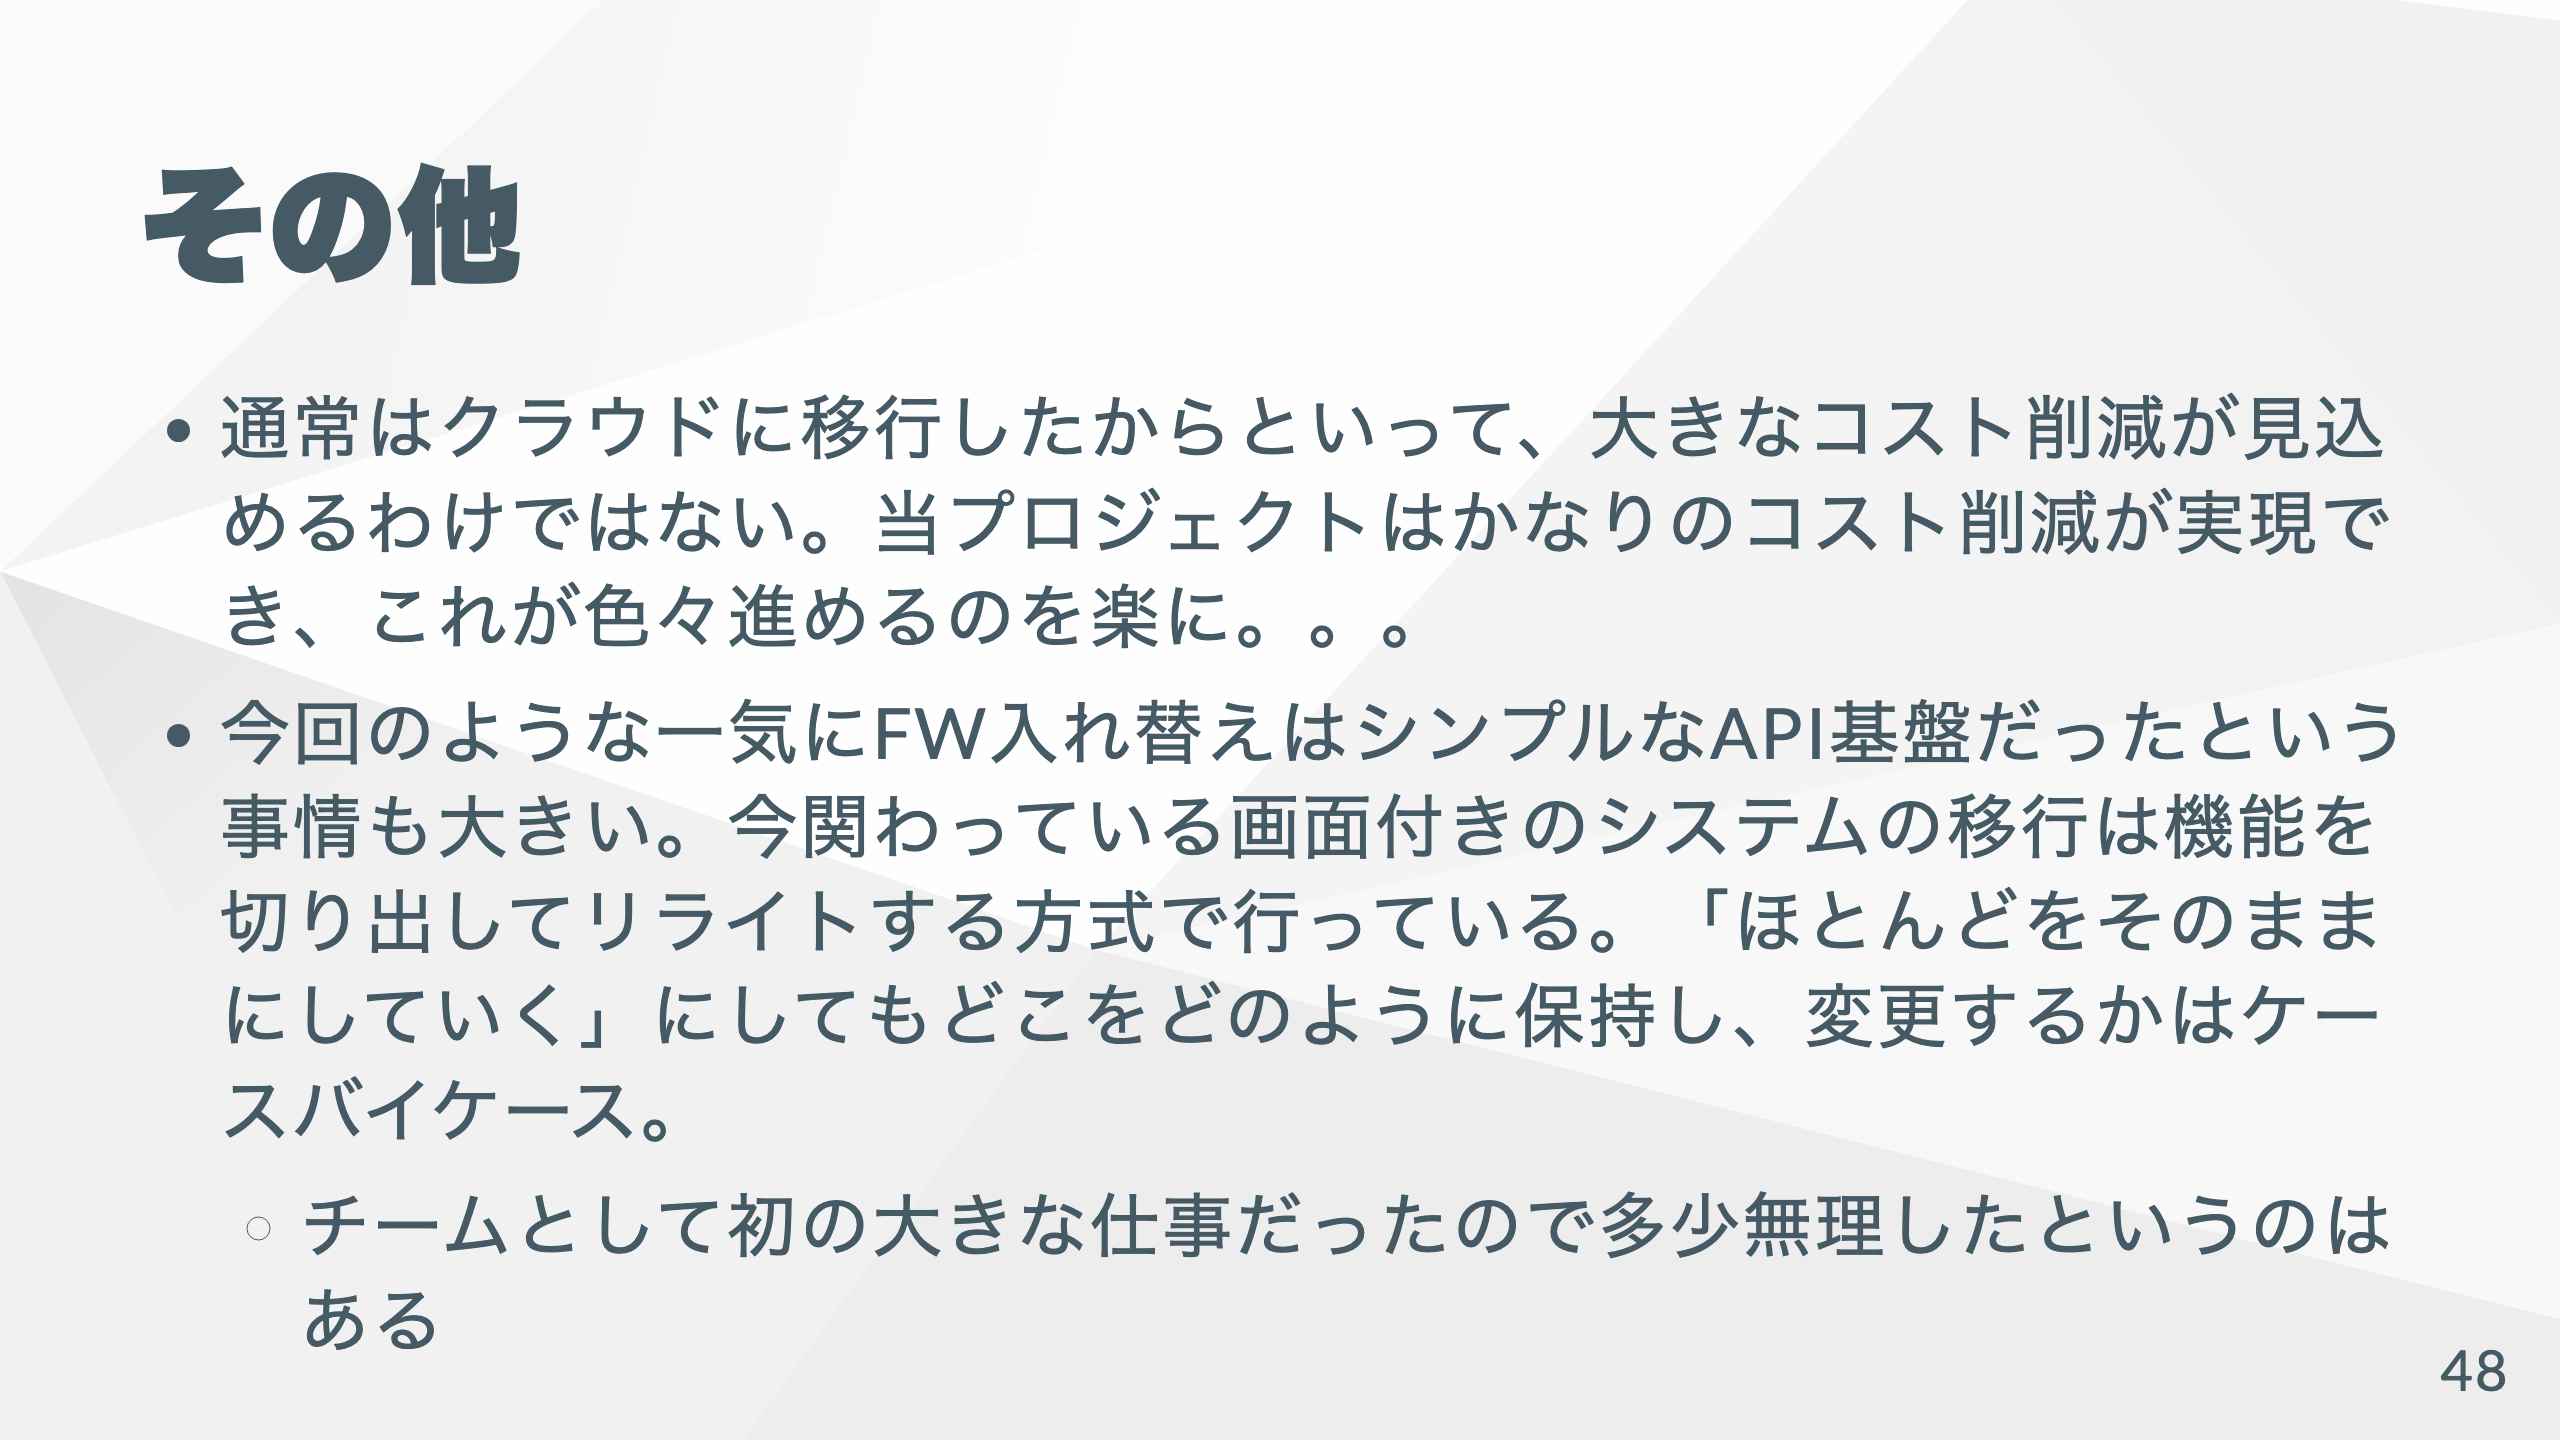 その他
• 通常はクラウドに移行したからといって、大きなコスト削減が見込
めるわけではない。当プロジェクトはかなりのコスト削減が実現で
き、これが色々進めるのを楽に。。。
• 今回のような一気にFW入れ替えはシンプルなAPI基盤だったという
事情も大きい。今関わっている画面付きのシステムの移行は機能を
切り出してリライトする方式で行っている。「ほとんどをそのまま
にしていく」にしてもどこをどのように保持し、変更するかはケー
スバイケース。
◦ チームとして初の大きな仕事だったので多少無理したというのは
ある
48